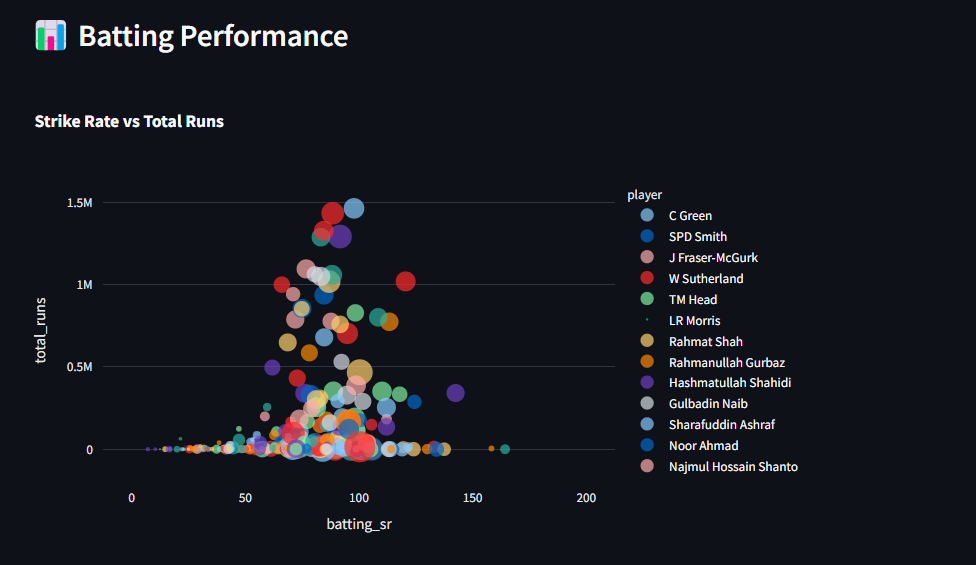 Batting Performance
Strike Rate vs Total Runs
player
1.5M
1M
0.5M
0
total_runs
0 50 100 150 200
batting_sr
C Green
SPD Smith
J Fraser-McGurk
W Sutherland
TM Head
LR Morris
Rahmat Shah
Rahmanullah Gurbaz
Hashmatullah Shahidi
Gulbadin Naib
Sharafuddin Ashraf
Noor Ahmad
Najmul Hossain Shanto